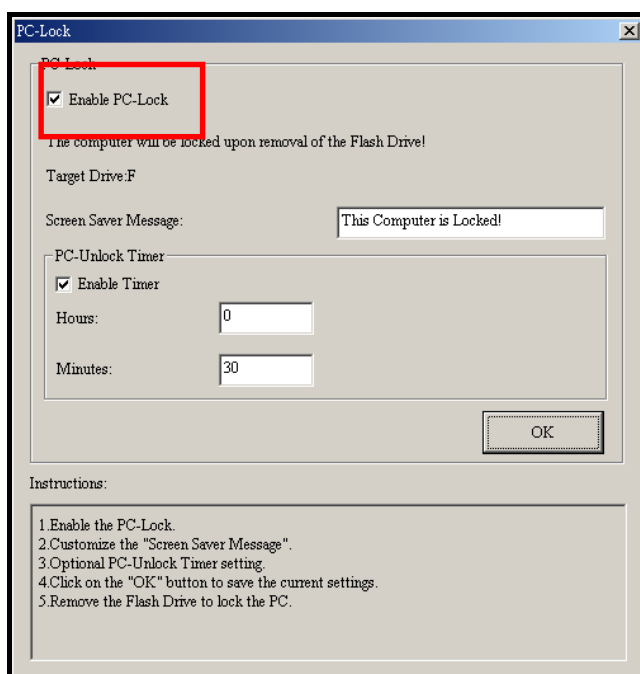 PC-Lock
PC-Lock
Enable PC-Lock
The computer will be locked upon removal of the Flash Drive!
Target Drive:F
Screen Saver Message:
This Computer is Locked!
PC-Unlock Timer
Enable Timer
Hours:
0
Minutes:
30
OK
Instructions:
1.Enable the PC-Lock.
2.Customize the "Screen Saver Message".
3.Optional PC-Unlock Timer setting.
4.Click on the "OK" button to save the current settings.
5.Remove the Flash Drive to lock the PC.